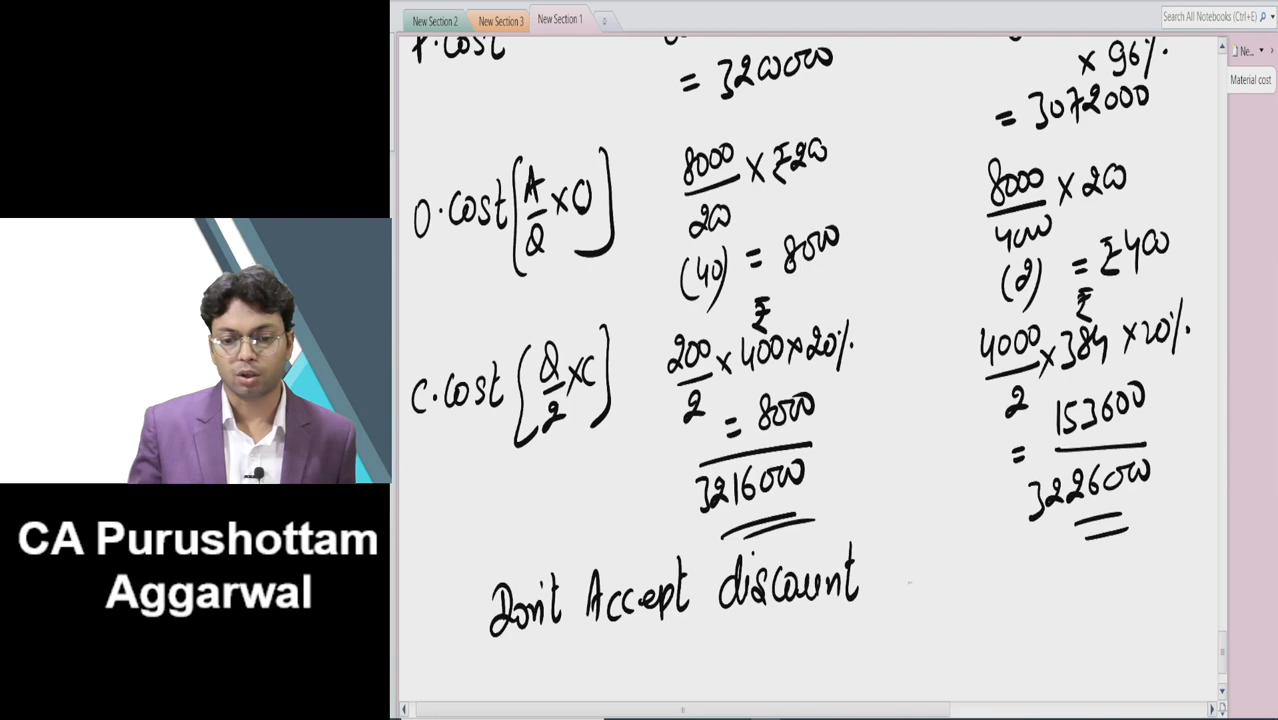 New Section 2
New Section 3
New Section 1
Search All Notebooks (Ctrl+E)
Ne...
Material cost
P.Cost
= 3200000
× 96%.
= 3072000
O.Cost [A/Q × O]
8000/200 × ₹200
(40) = 8000
8000/4000 × 200
(2) = ₹400
C.Cost [Q/2 × C]
200/2 × ₹400 × 20%.
= 8000
3216000
4000/2 × ₹384 × 20%.
= 153600
3226000
Don't Accept discount
CA Purushottam
Aggarwal